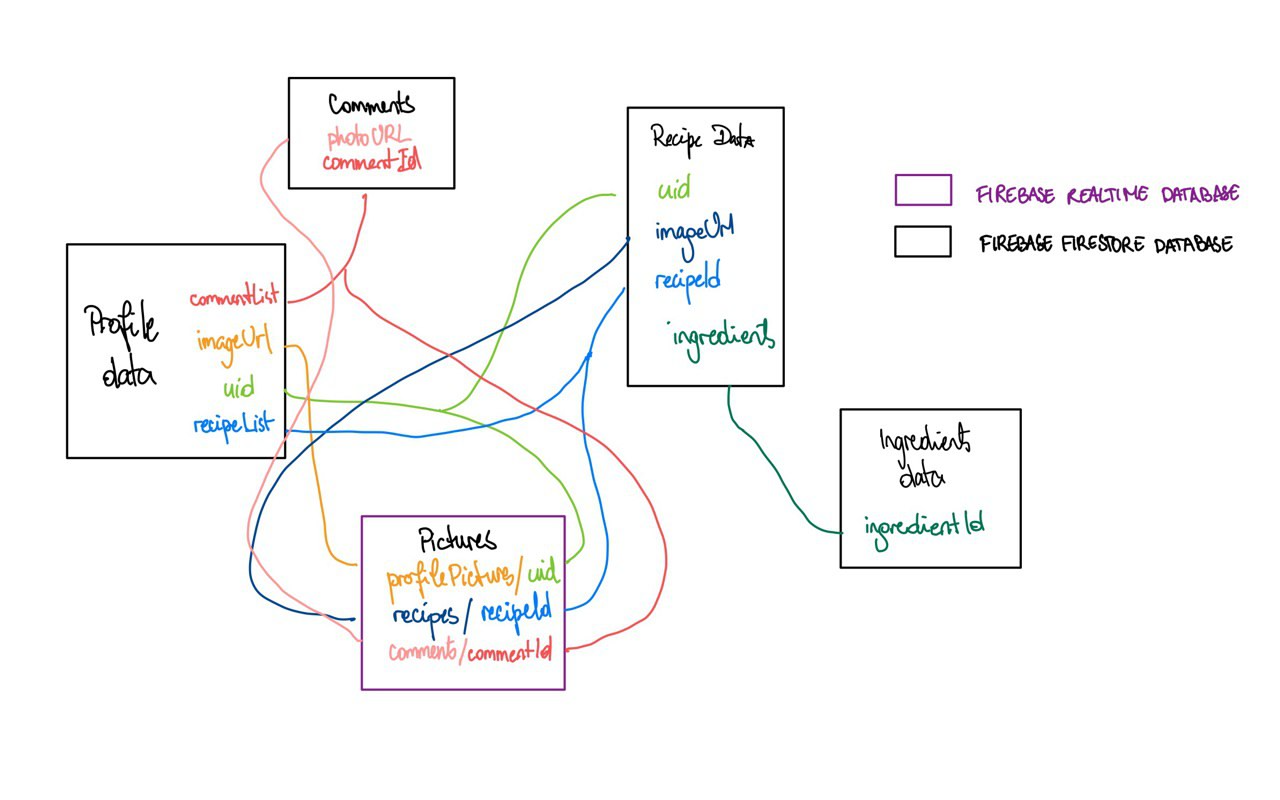 Comments
photoURL
commentId
Profile
data
commentList
imageUrl
uid
recipeList
Recipe Data
uid
imageUrl
recipeId
ingredients
FIREBASE REALTIME DATABASE
FIREBASE FIRESTORE DATABASE
Ingredients
data
ingredientId
Pictures
profilePictures/uid
recipes/recipeId
comments/commentId